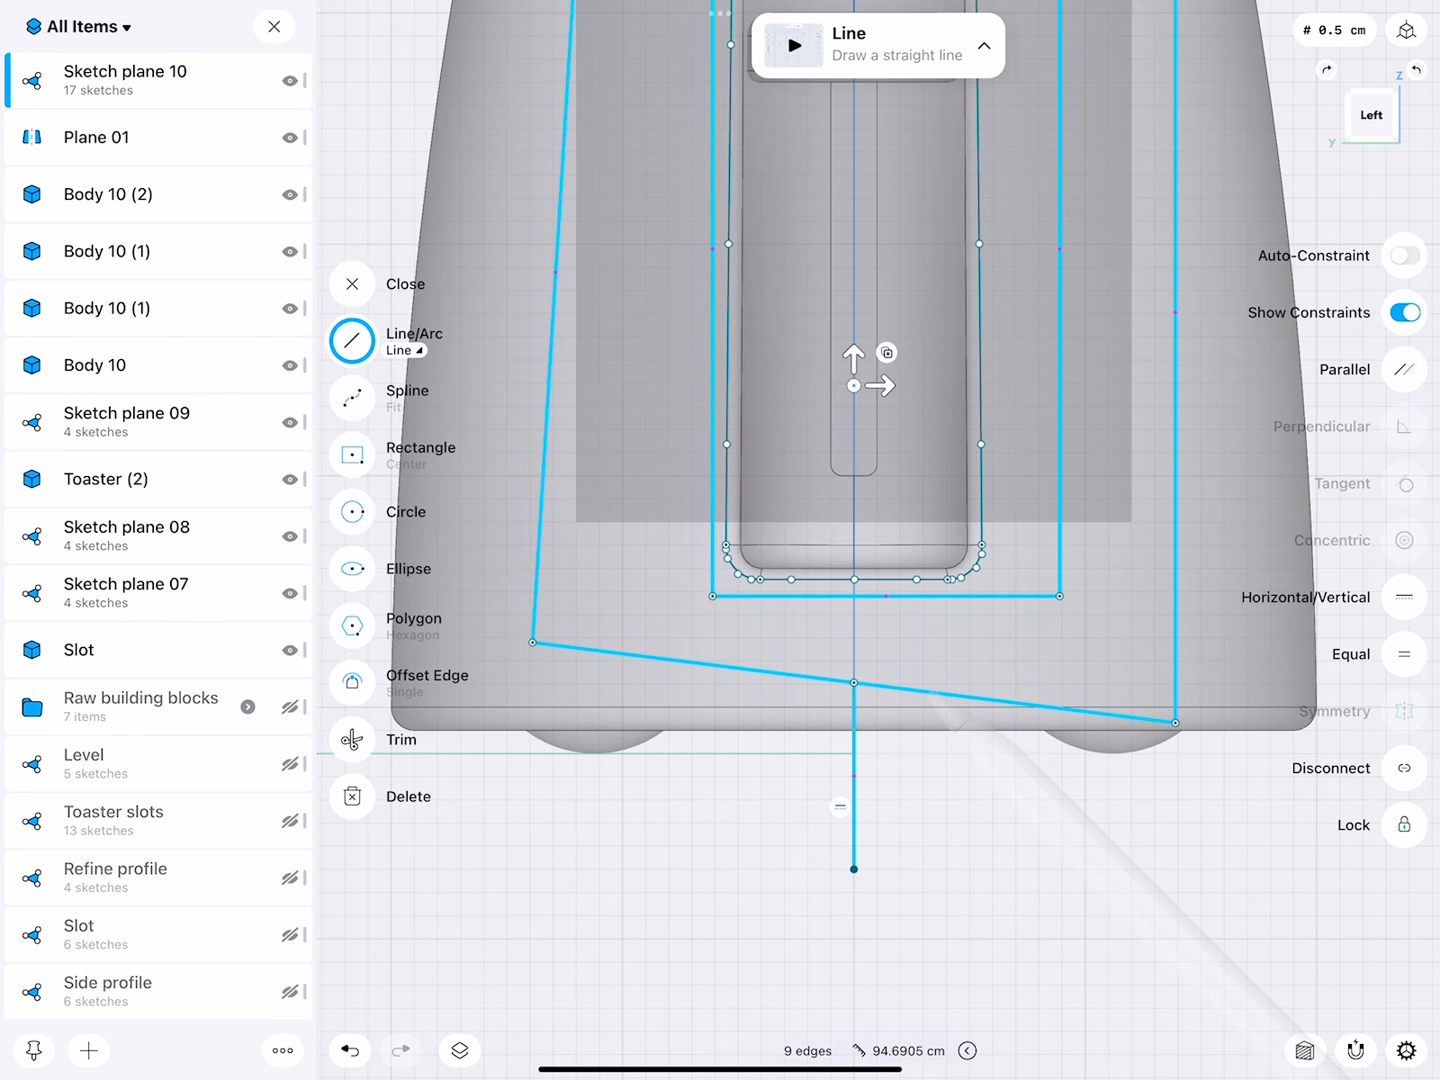 All Items
Sketch plane 10
17 sketches
Plane 01
Body 10 (2)
Body 10 (1)
Body 10 (1)
Body 10
Sketch plane 09
4 sketches
Toaster (2)
Sketch plane 08
4 sketches
Sketch plane 07
4 sketches
Slot
Raw building blocks
7 items
Level
5 sketches
Toaster slots
13 sketches
Refine profile
4 sketches
Slot
6 sketches
Side profile
6 sketches
Line
Draw a straight line
# 0.5 cm
Z
Left
Y
Close
Line/Arc
Line
Spline
Fit
Rectangle
Center
Circle
Ellipse
Polygon
Hexagon
Offset Edge
Single
Trim
Delete
Auto-Constraint
Show Constraints
Parallel
Perpendicular
Tangent
Concentric
Horizontal/Vertical
Equal
Symmetry
Disconnect
Lock
9 edges
94.6905 cm